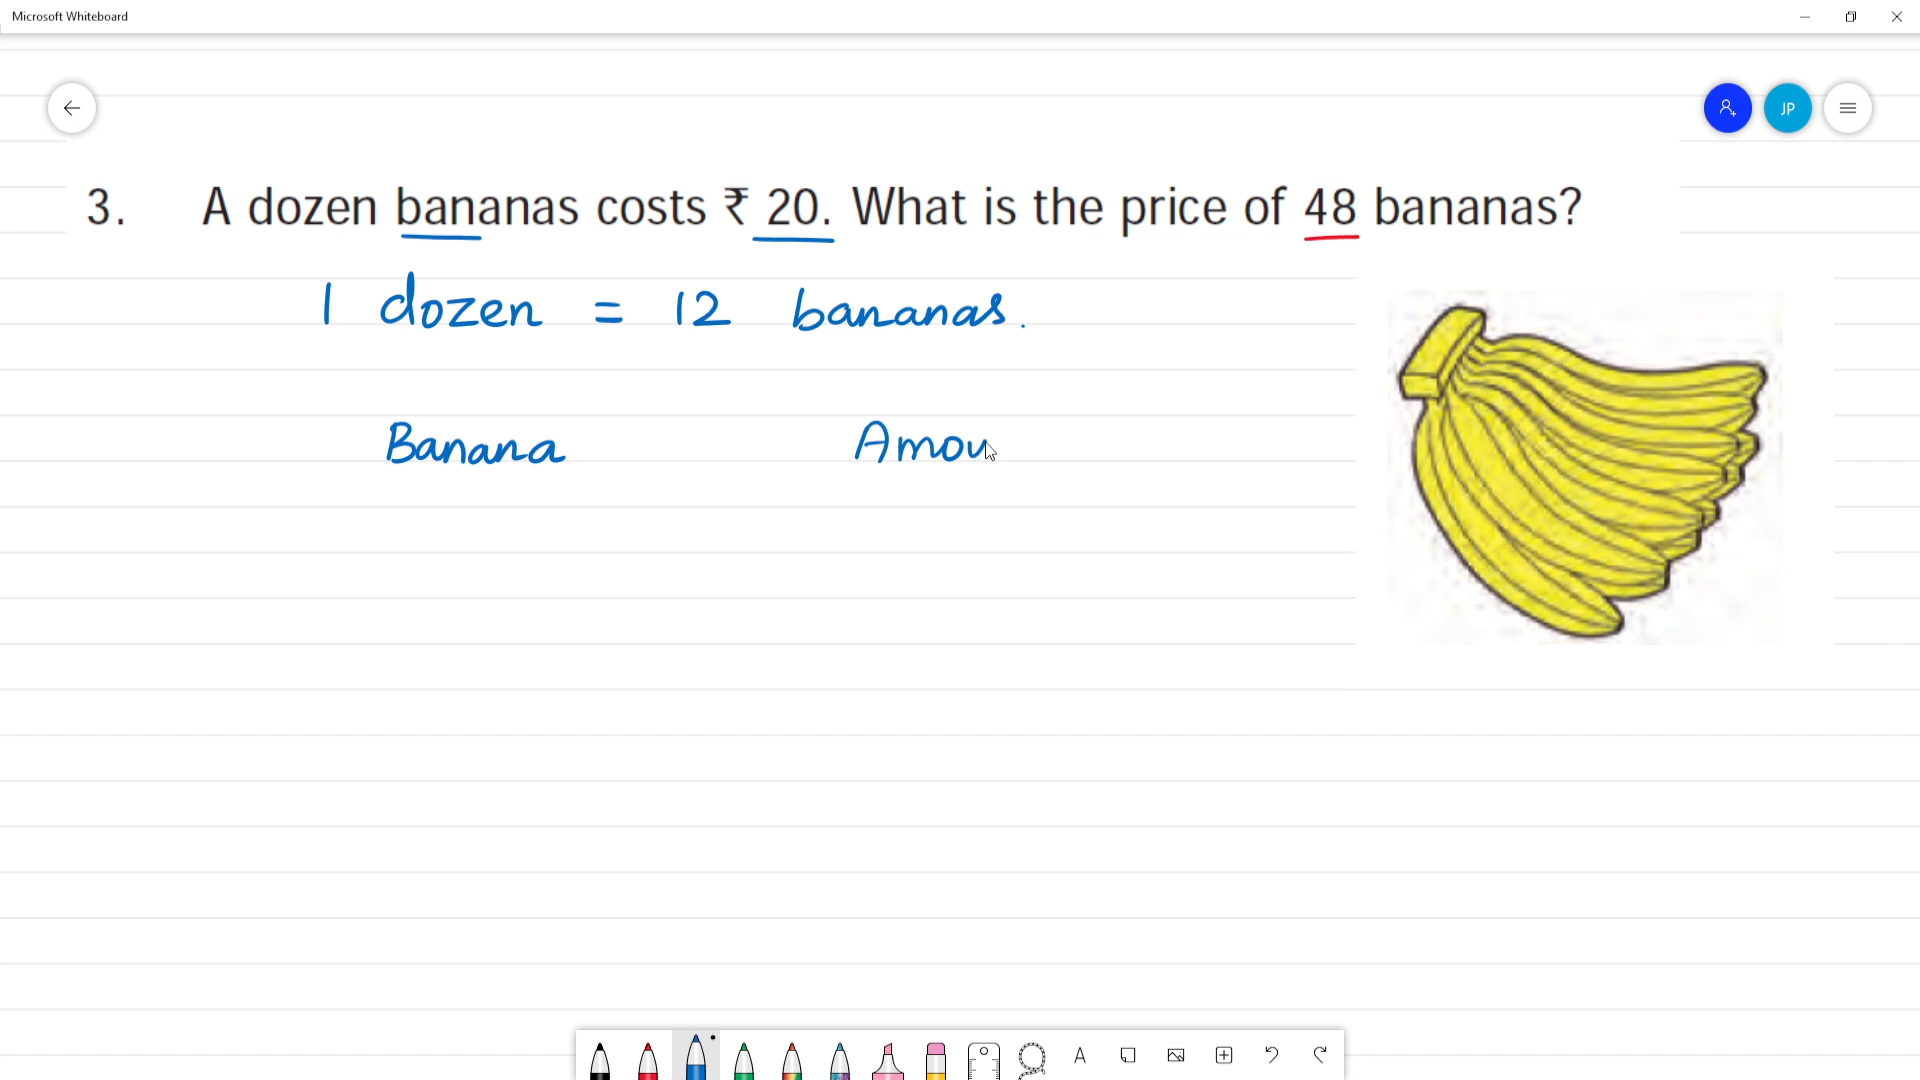 Microsoft Whiteboard
JP
3. A dozen bananas costs ₹ 20. What is the price of 48 bananas?
1 dozen = 12 bananas.
Banana Amou
A